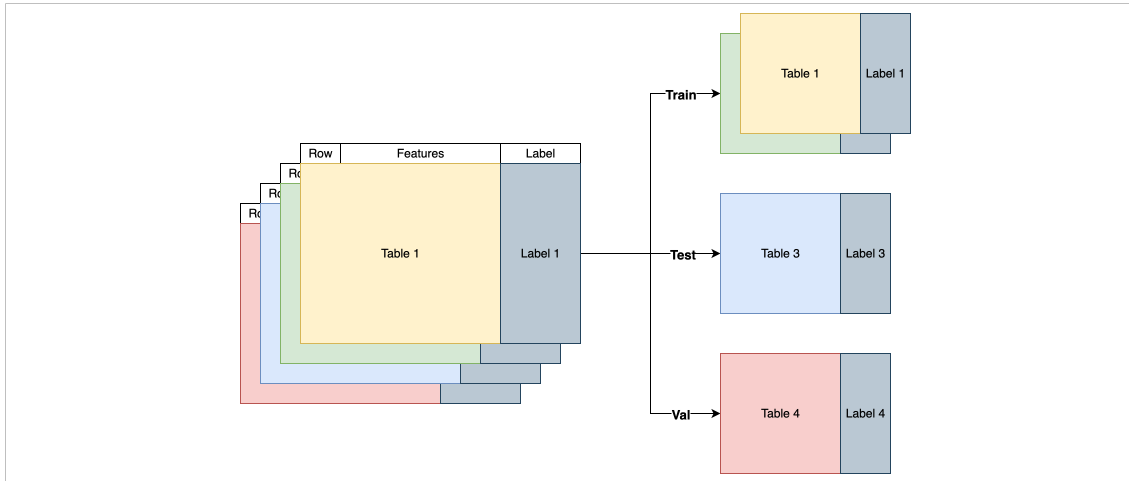 Row Features Label
Ro
Ro
Ro
Table 1 Label 1
Train
Table 1 Label 1
Test
Table 3 Label 3
Val
Table 4 Label 4